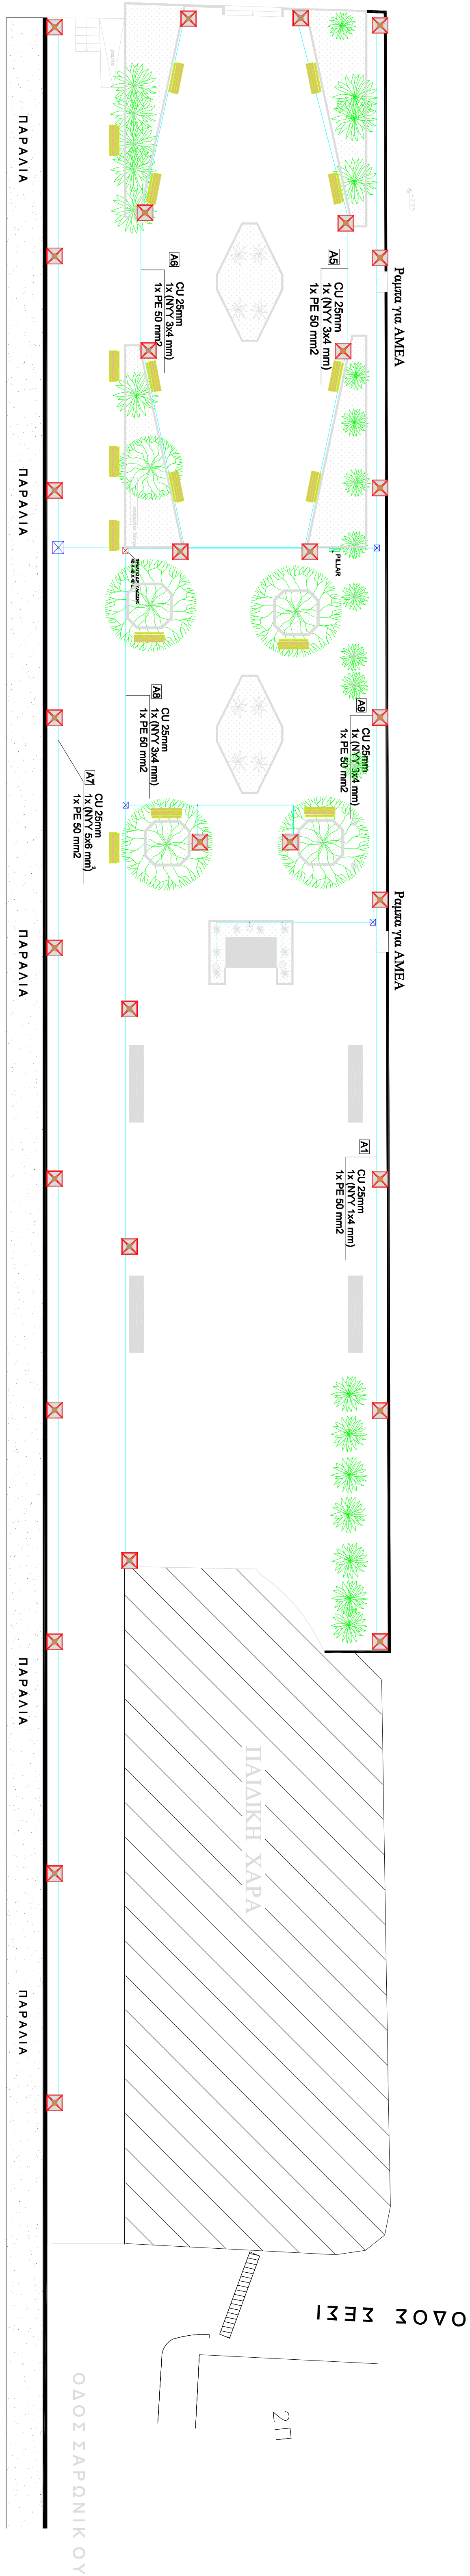 ΠΑΡΑΛΙΑ
ΠΑΡΑΛΙΑ
ΠΑΡΑΛΙΑ
ΠΑΡΑΛΙΑ
ΠΑΡΑΛΙΑ
Ραμπα για ΑΜΕΑ
Ραμπα για ΑΜΕΑ
A6
CU 25mm
1x (NYY 3x4 mm)
1x PE 50 mm2
A5
CU 25mm
1x (NYY 3x4 mm)
1x PE 50 mm2
PILLAR
A8
CU 25mm
1x (NYY 3x4 mm)
1x PE 50 mm2
A9
CU 25mm
1x (NYY 3x4 mm)
1x PE 50 mm2
A7
CU 25mm
1x (NYY 5x6 mm²)
1x PE 50 mm2
A1
CU 25mm
1x (NYY 1x4 mm)
1x PE 50 mm2
ΠΑΙΔΙΚΗ ΧΑΡΑ
ΟΔΟΣ ΜΕΣΙ
2Π
ΟΔΟΣ ΣΑΡΩΝΙΚΟΥ